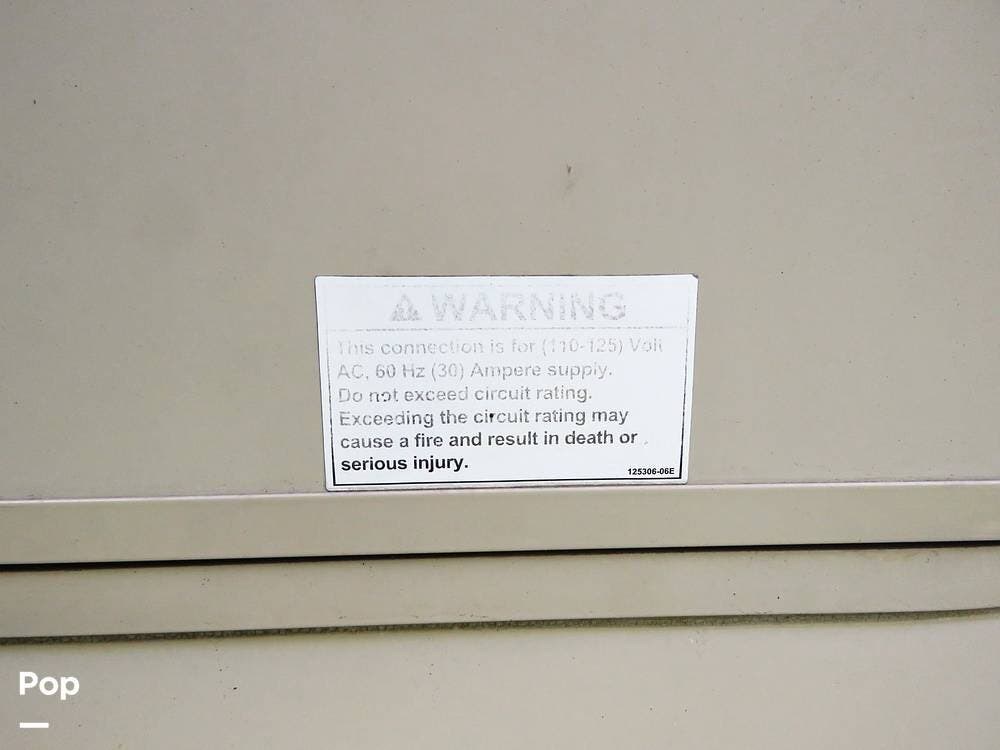 WARNING
This connection is for (110-125) Volt
AC, 60 Hz (30) Ampere supply.
Do not exceed circuit rating.
Exceeding the circuit rating may
cause a fire and result in death or
serious injury.
125306-06E
Pop